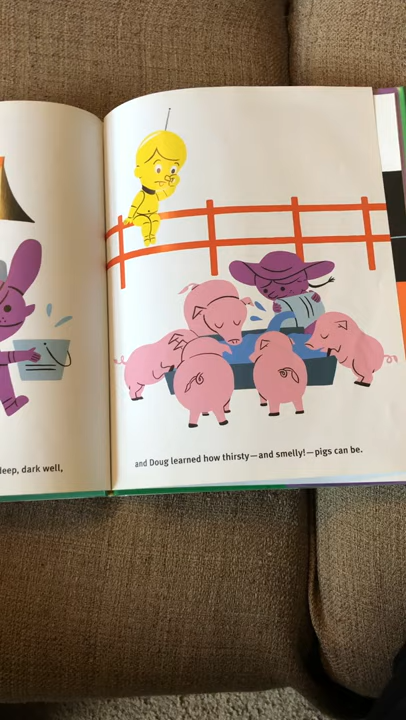 deep, dark well,
and Doug learned how thirsty—and smelly!—pigs can be.